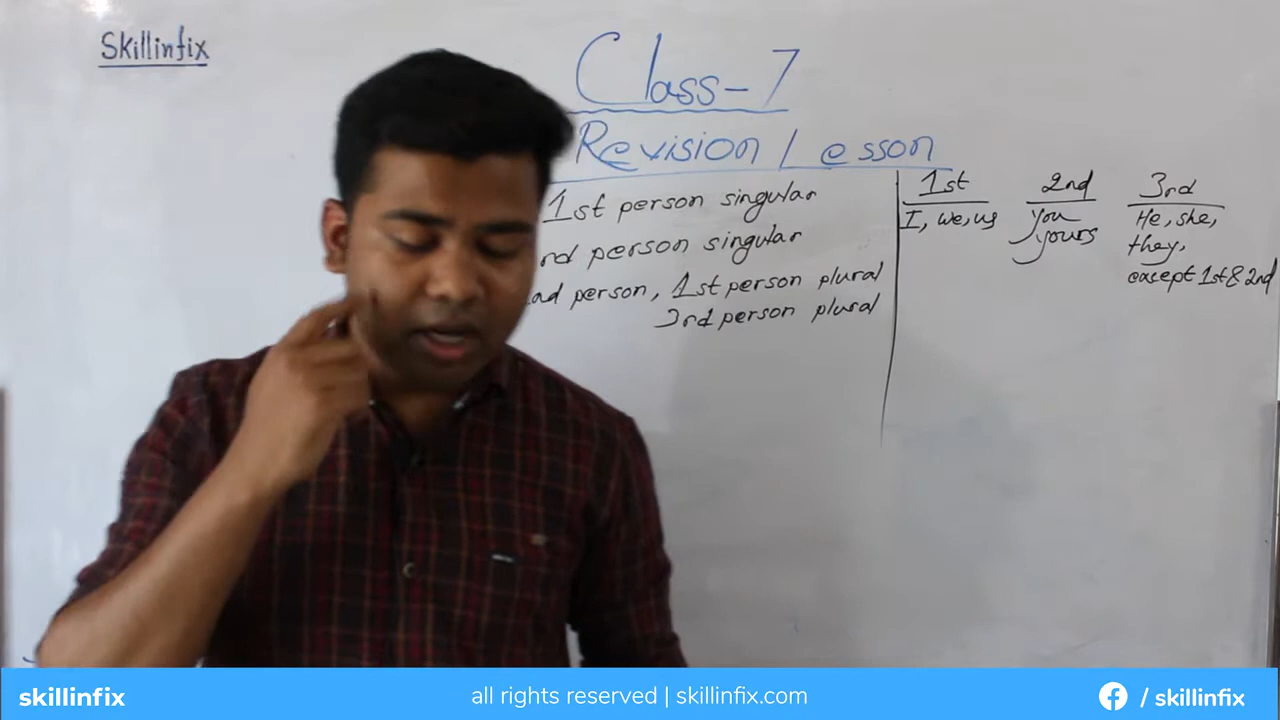 Skillinfix
Class-7
Revision Lesson
1st person singular
rd person singular
person, 1st person plural
3rd person plural
1st
I, we, us
2nd
You
yours
3rd
He, she,
they,
except 1st & 2nd
skillinfix
all rights reserved | skillinfix.com
/ skillinfix